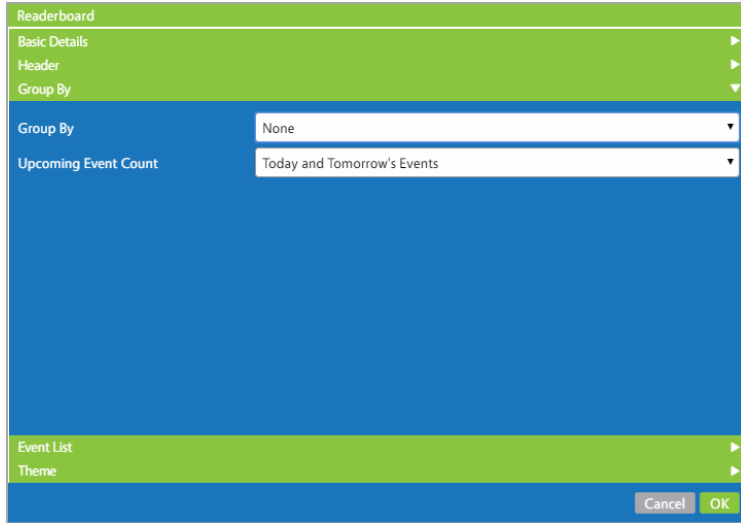 Readerboard
Basic Details
Header
Group By
Group By None
Upcoming Event Count Today and Tomorrow's Events
Event List
Theme
Cancel OK